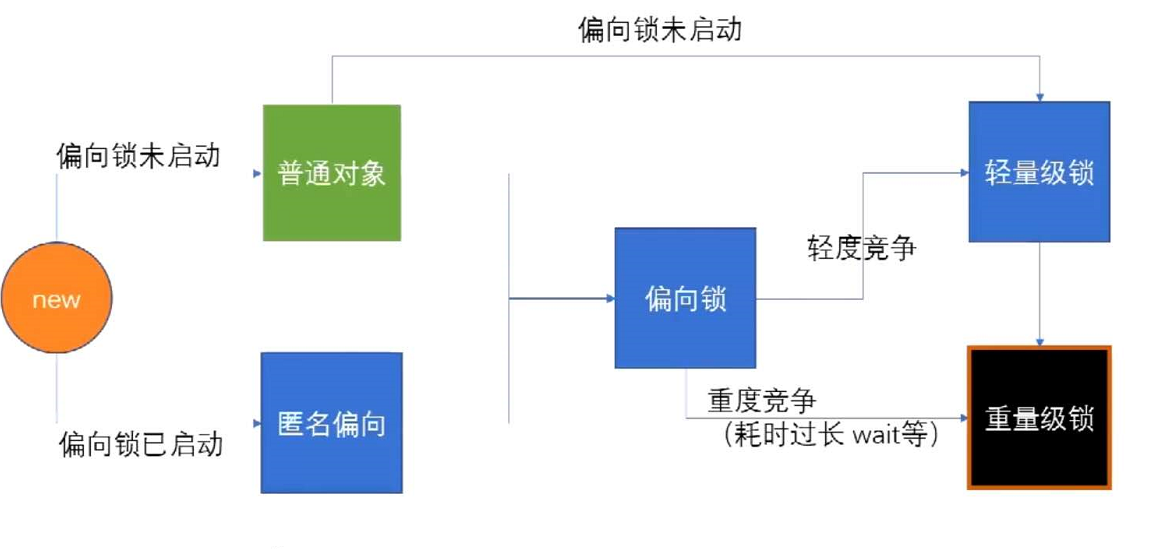 偏向锁未启动
偏向锁未启动
普通对象
轻量级锁
轻度竞争
new
偏向锁
重度竞争
（耗时过长 wait等）
匿名偏向
重量级锁
偏向锁已启动